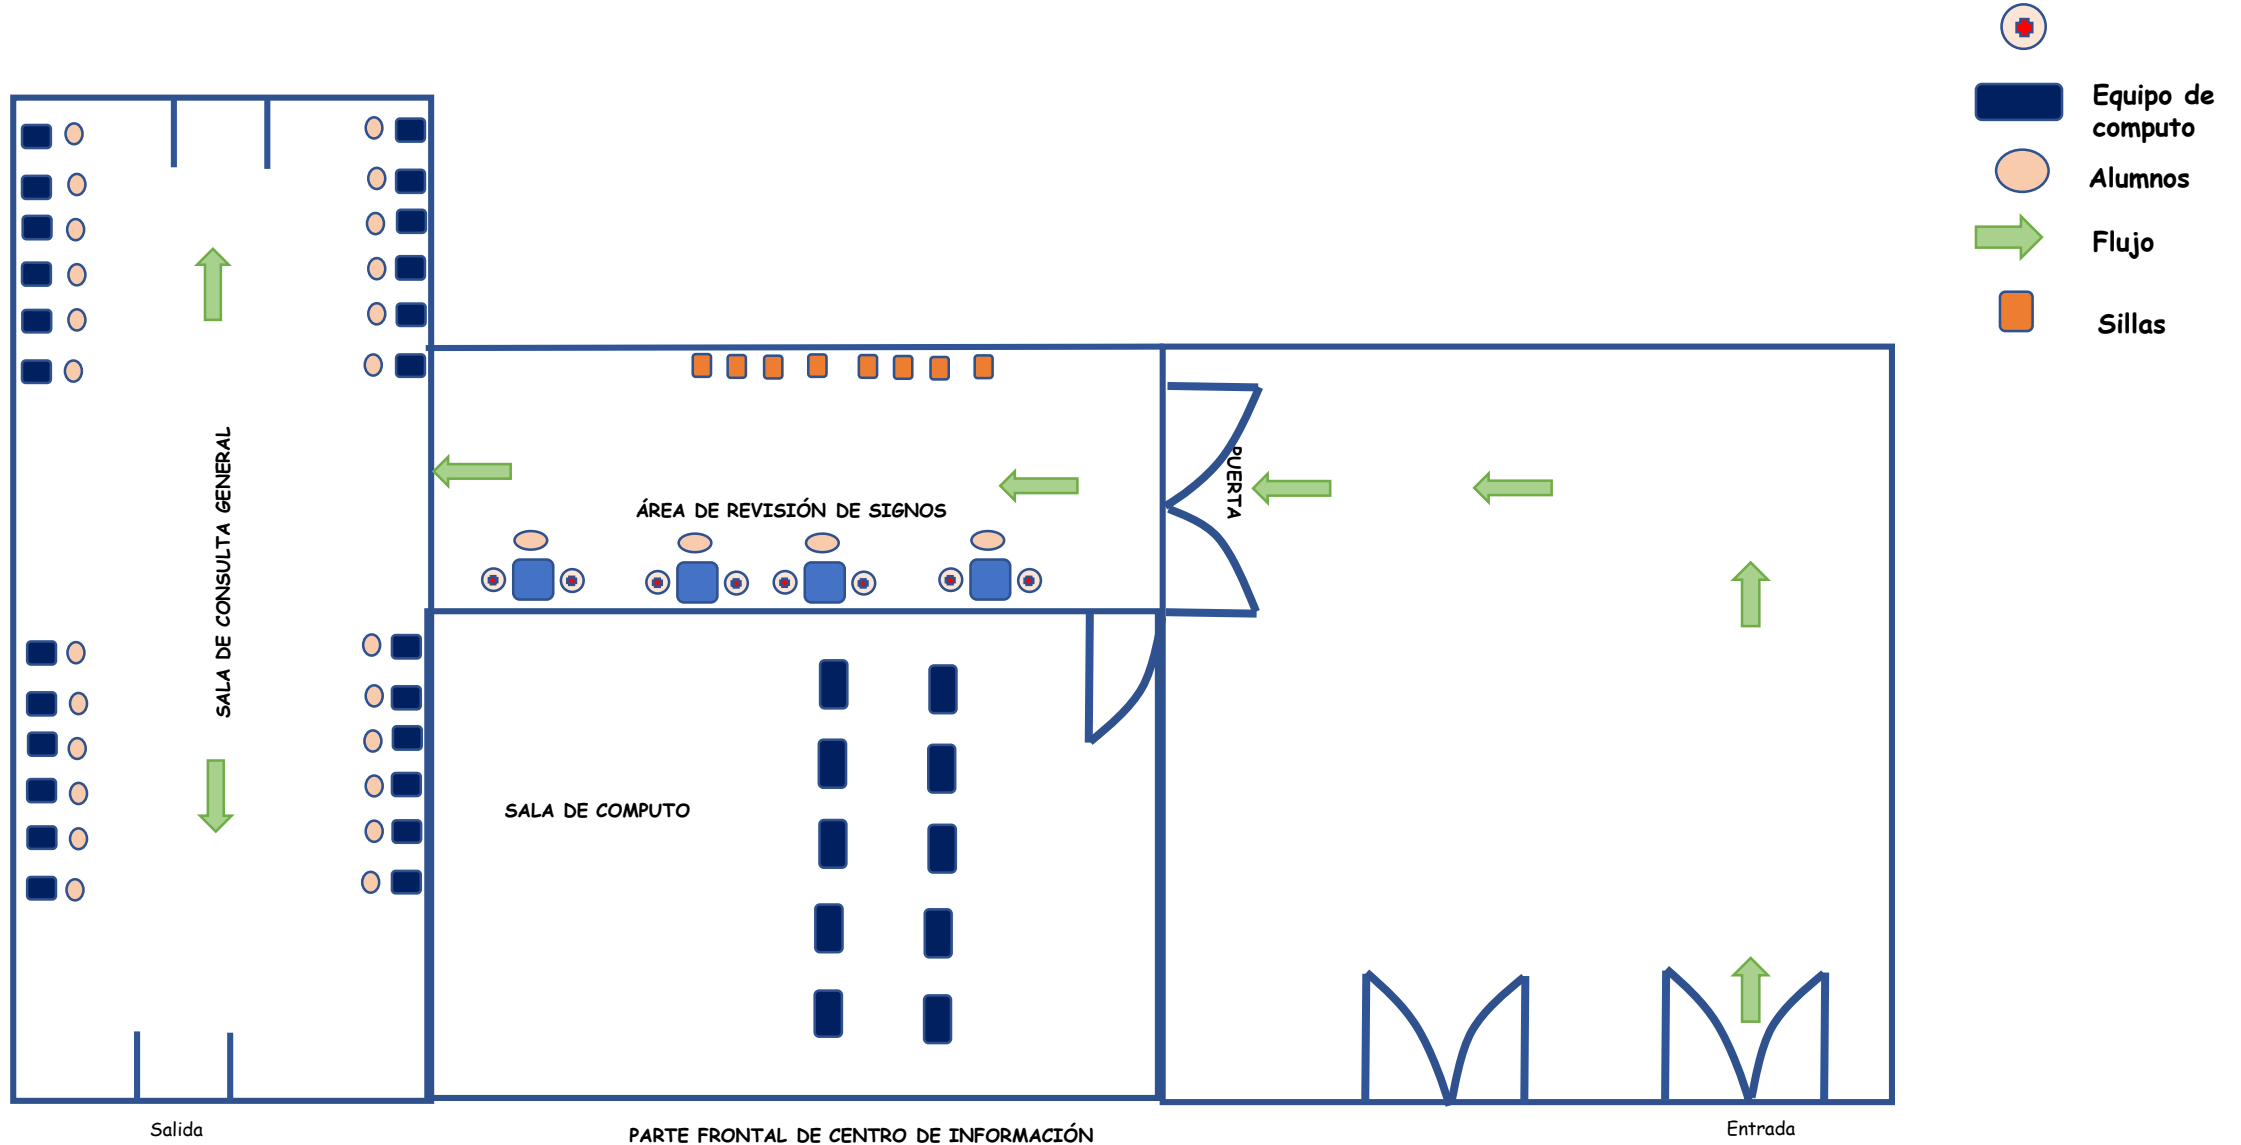 Equipo de
computo
Alumnos
Flujo
Sillas
SALA DE CONSULTA GENERAL
ÁREA DE REVISIÓN DE SIGNOS
PUERTA
SALA DE COMPUTO
Salida
PARTE FRONTAL DE CENTRO DE INFORMACIÓN
Entrada